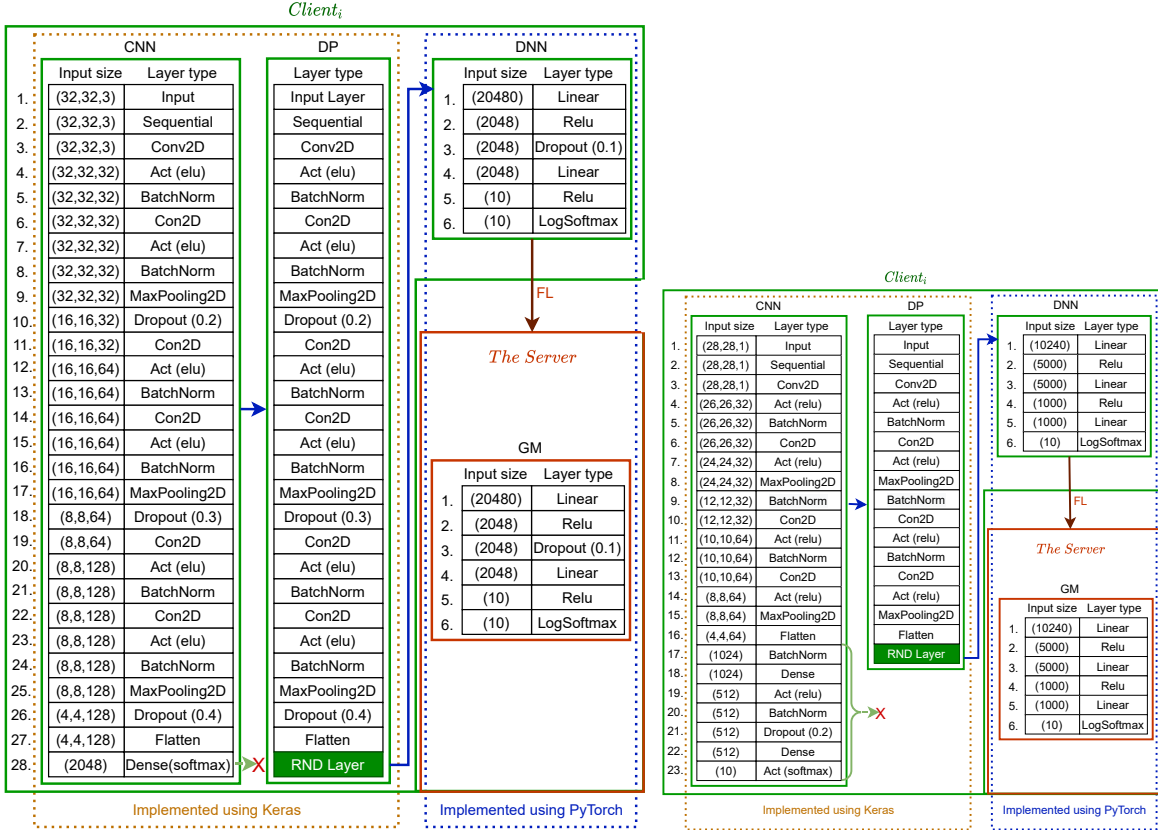 Client_i
CNN
DP
DNN
Input size Layer type
1. (32,32,3) Input
2. (32,32,3) Sequential
3. (32,32,3) Conv2D
4. (32,32,32) Act (elu)
5. (32,32,32) BatchNorm
6. (32,32,32) Con2D
7. (32,32,32) Act (elu)
8. (32,32,32) BatchNorm
9. (32,32,32) MaxPooling2D
10. (16,16,32) Dropout (0.2)
11. (16,16,32) Con2D
12. (16,16,64) Act (elu)
13. (16,16,64) BatchNorm
14. (16,16,64) Con2D
15. (16,16,64) Act (elu)
16. (16,16,64) BatchNorm
17. (16,16,64) MaxPooling2D
18. (8,8,64) Dropout (0.3)
19. (8,8,64) Con2D
20. (8,8,128) Act (elu)
21. (8,8,128) BatchNorm
22. (8,8,128) Con2D
23. (8,8,128) Act (elu)
24. (8,8,128) BatchNorm
25. (8,8,128) MaxPooling2D
26. (4,4,128) Dropout (0.4)
27. (4,4,128) Flatten
28. (2048) Dense(softmax)
X
Layer type
Input Layer
Sequential
Conv2D
Act (elu)
BatchNorm
Con2D
Act (elu)
BatchNorm
MaxPooling2D
Dropout (0.2)
Con2D
Act (elu)
BatchNorm
Con2D
Act (elu)
BatchNorm
MaxPooling2D
Dropout (0.3)
Con2D
Act (elu)
BatchNorm
Con2D
Act (elu)
BatchNorm
MaxPooling2D
Dropout (0.4)
Flatten
RND Layer
Input size Layer type
1. (20480) Linear
2. (2048) Relu
3. (2048) Dropout (0.1)
4. (2048) Linear
5. (10) Relu
6. (10) LogSoftmax
FL
The Server
GM
Input size Layer type
1. (20480) Linear
2. (2048) Relu
3. (2048) Dropout (0.1)
4. (2048) Linear
5. (10) Relu
6. (10) LogSoftmax
Implemented using Keras
Implemented using PyTorch
Client_i
CNN
DP
DNN
Input size Layer type
1. (28,28,1) Input
2. (28,28,1) Sequential
3. (28,28,1) Conv2D
4. (26,26,32) Act (relu)
5. (26,26,32) BatchNorm
6. (26,26,32) Con2D
7. (24,24,32) Act (relu)
8. (24,24,32) MaxPooling2D
9. (12,12,32) BatchNorm
10. (12,12,32) Con2D
11. (10,10,64) Act (relu)
12. (10,10,64) BatchNorm
13. (10,10,64) Con2D
14. (8,8,64) Act (relu)
15. (8,8,64) MaxPooling2D
16. (4,4,64) Flatten
17. (1024) BatchNorm
18. (1024) Dense
19. (512) Act (relu)
20. (512) BatchNorm
21. (512) Dropout (0.2)
22. (512) Dense
23. (10) Act (softmax)
X
Layer type
Input
Sequential
Conv2D
Act (relu)
BatchNorm
Con2D
Act (relu)
MaxPooling2D
BatchNorm
Con2D
Act (relu)
BatchNorm
Con2D
Act (relu)
MaxPooling2D
Flatten
RND Layer
Input size Layer type
1. (10240) Linear
2. (5000) Relu
3. (5000) Linear
4. (1000) Relu
5. (1000) Linear
6. (10) LogSoftmax
FL
The Server
GM
Input size Layer type
1. (10240) Linear
2. (5000) Relu
3. (5000) Linear
4. (1000) Relu
5. (1000) Linear
6. (10) LogSoftmax
Implemented using Keras
Implemented using PyTorch